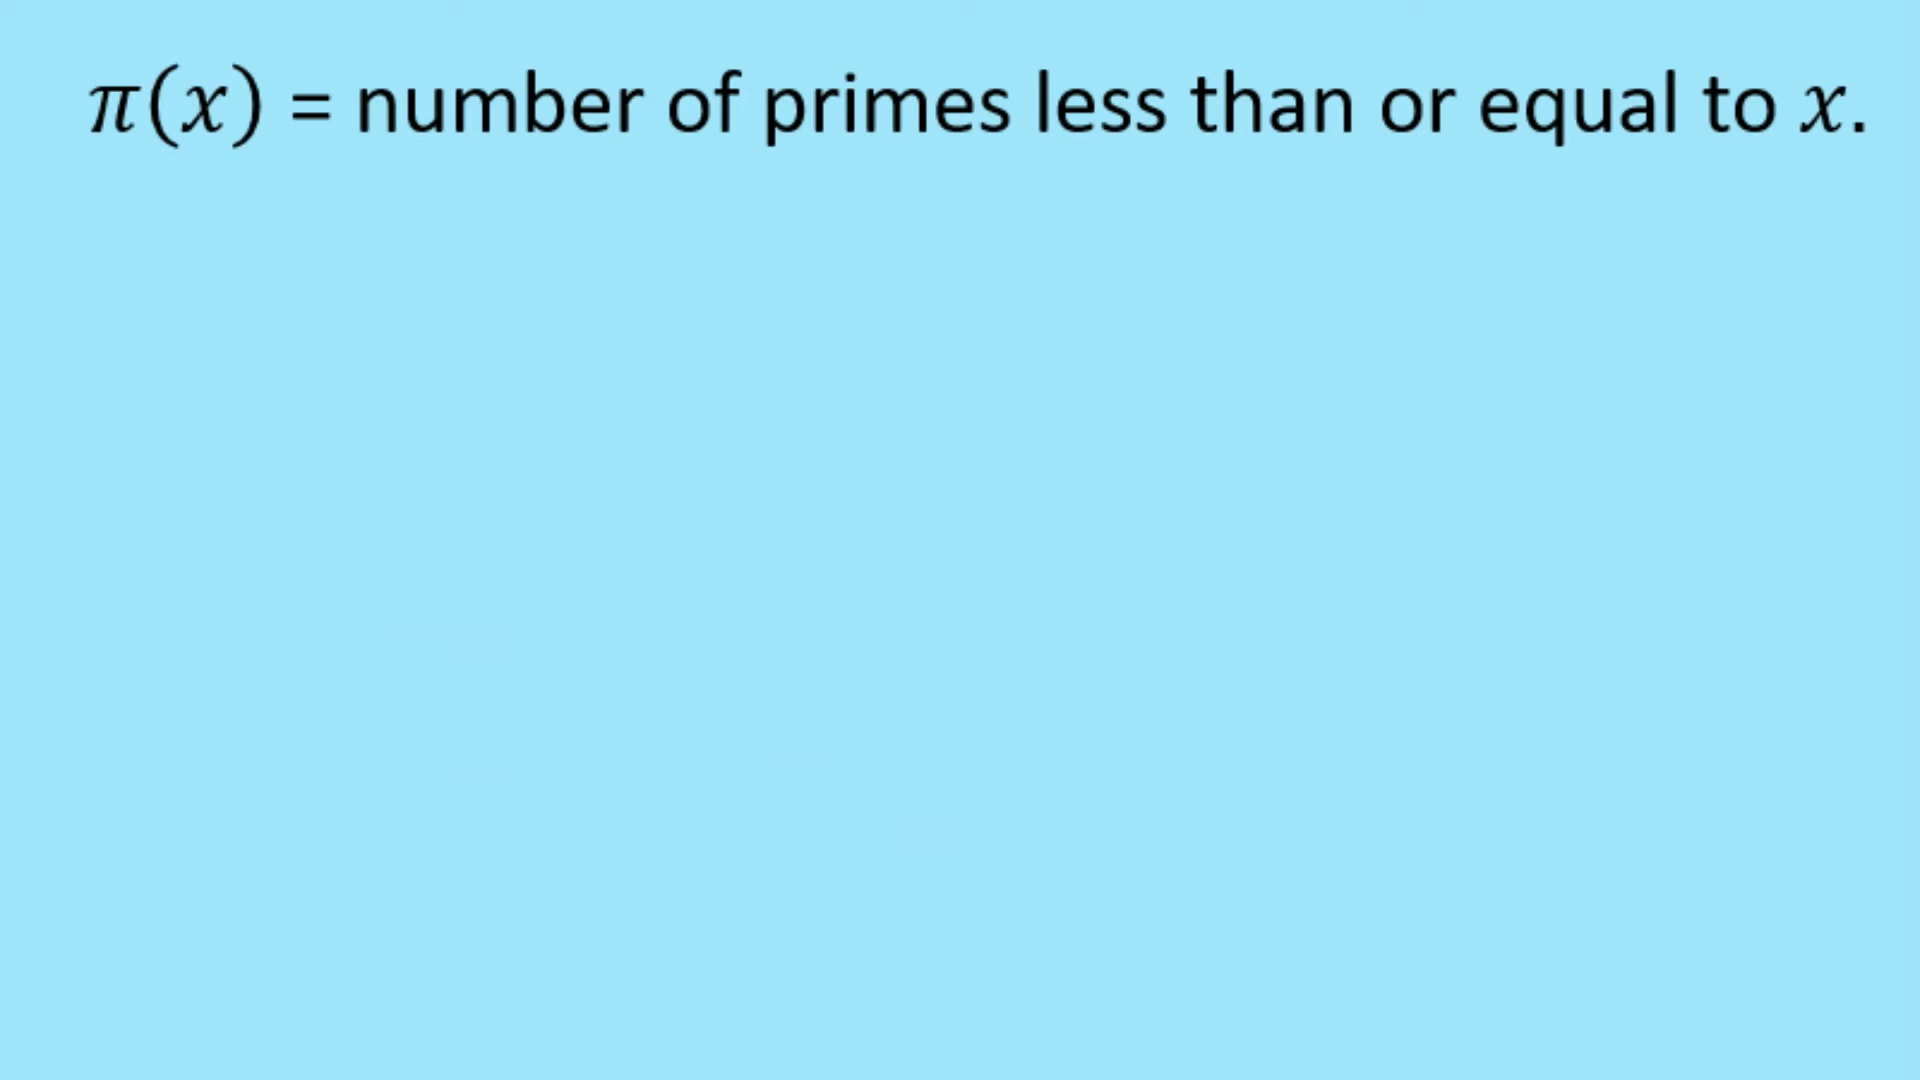 π(x) = number of primes less than or equal to x.